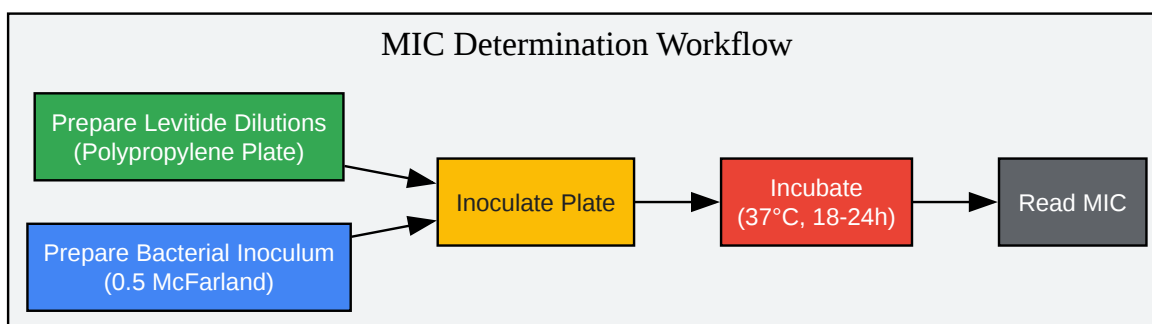 MIC Determination Workflow
Prepare Levitide Dilutions
(Polypropylene Plate)
Prepare Bacterial Inoculum
(0.5 McFarland)
Inoculate Plate
Incubate
(37°C, 18-24h)
Read MIC